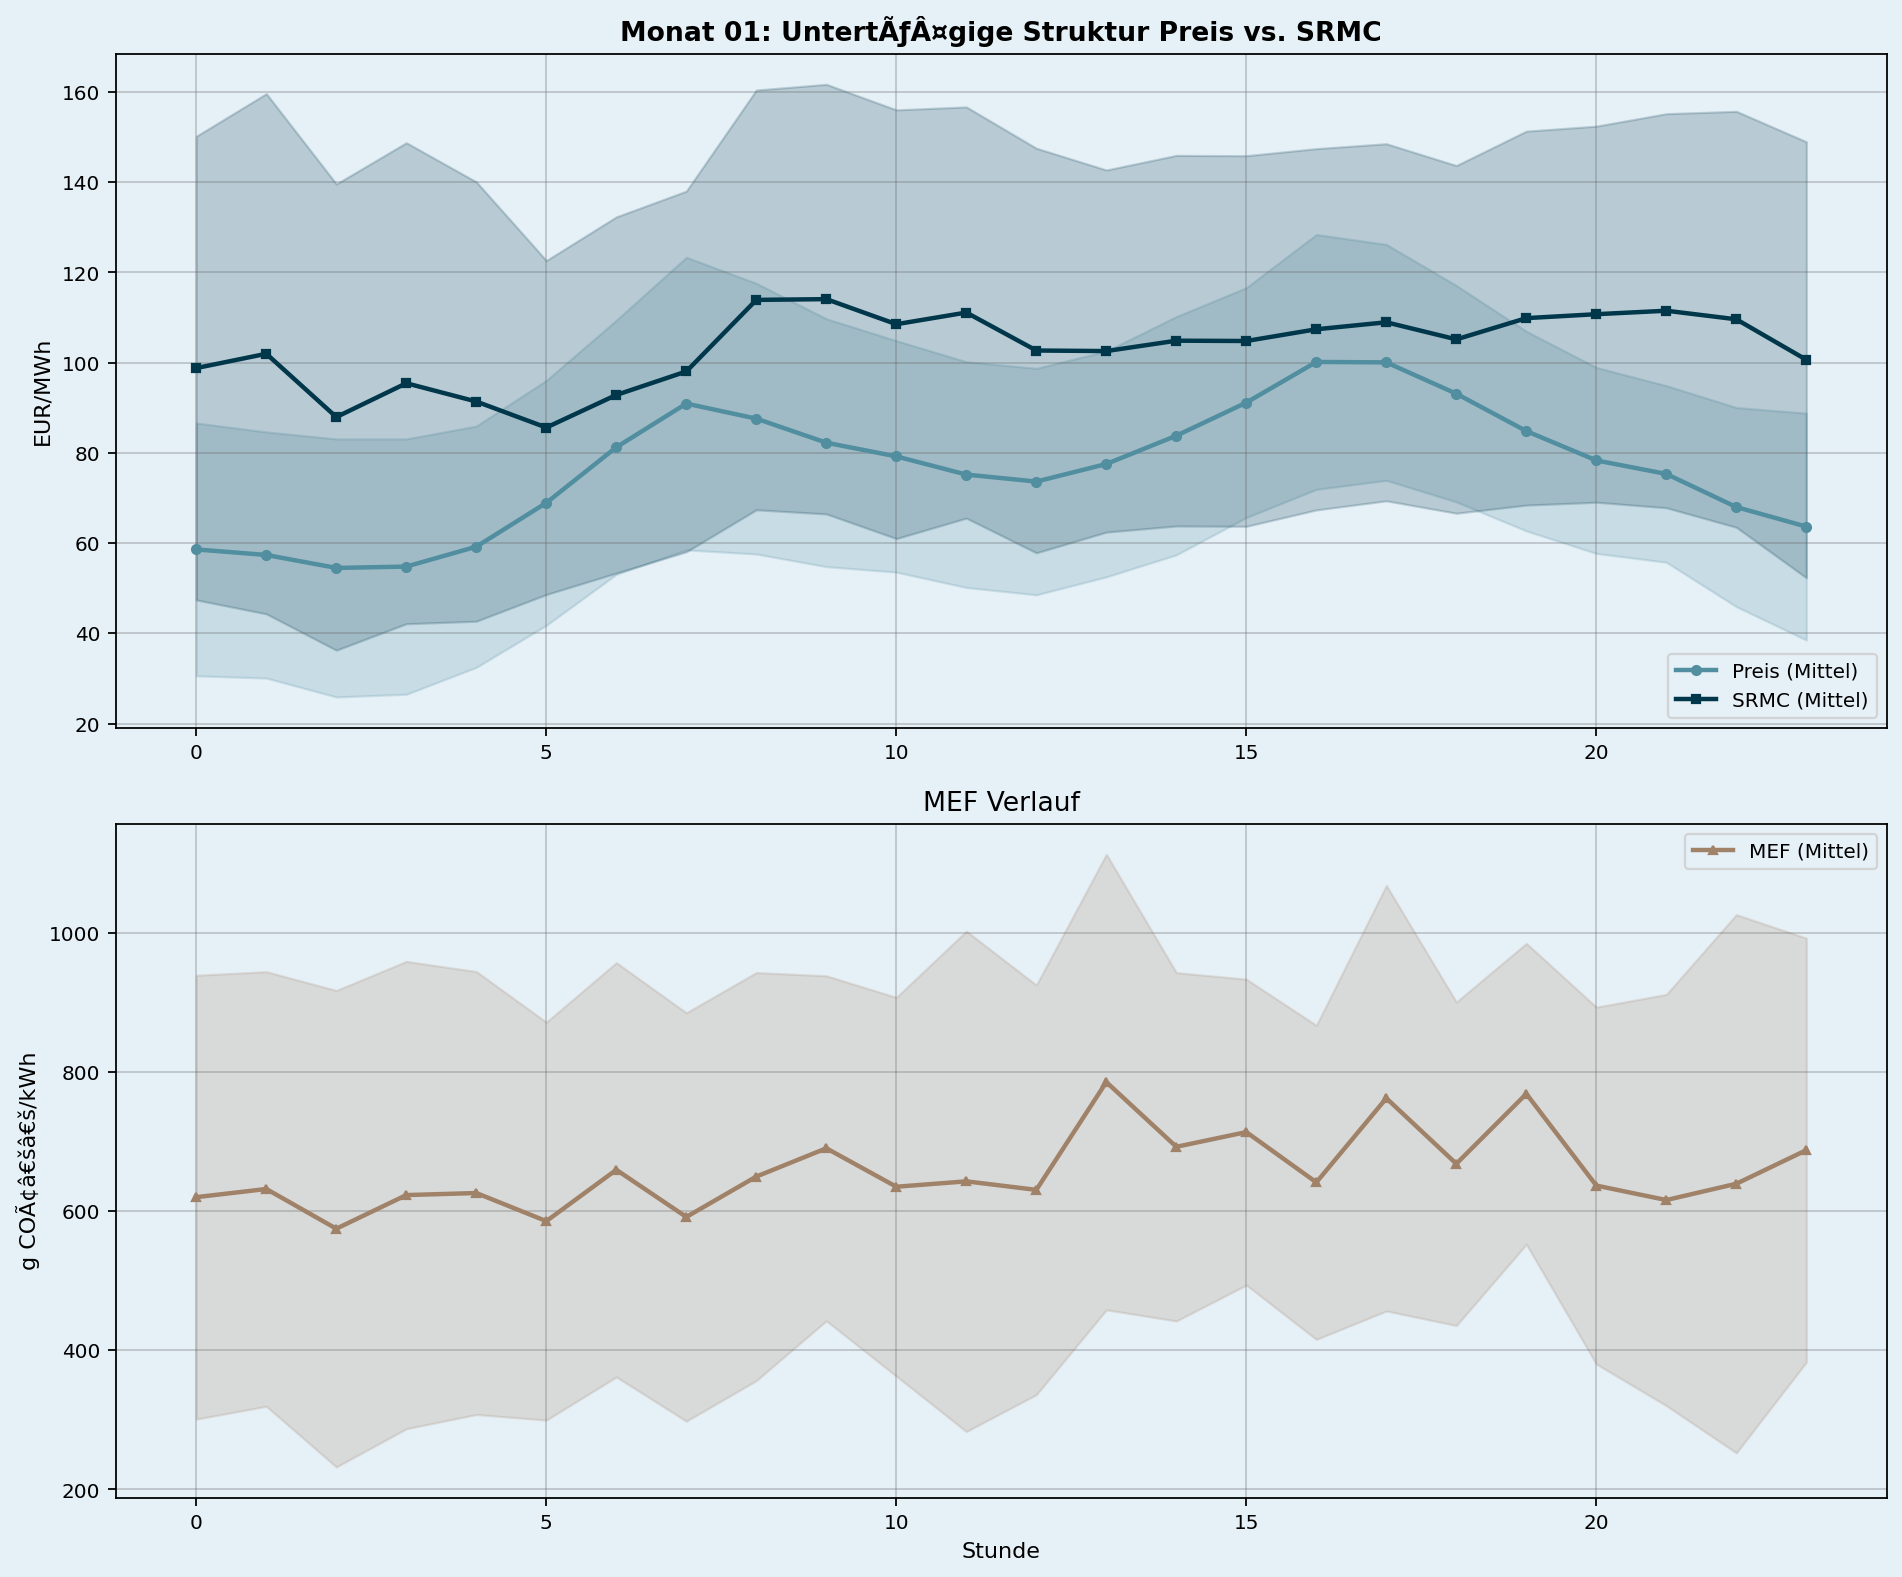 Monat 01: UntertÃƒÂ¤gige Struktur Preis vs. SRMC
EUR/MWh
160
140
120
100
80
60
40
20
Preis (Mittel)
SRMC (Mittel)
0 5 10 15 20
MEF Verlauf
g COÃ¢â€šâ€š/kWh
1000
800
600
400
200
MEF (Mittel)
0 5 10 15 20
Stunde